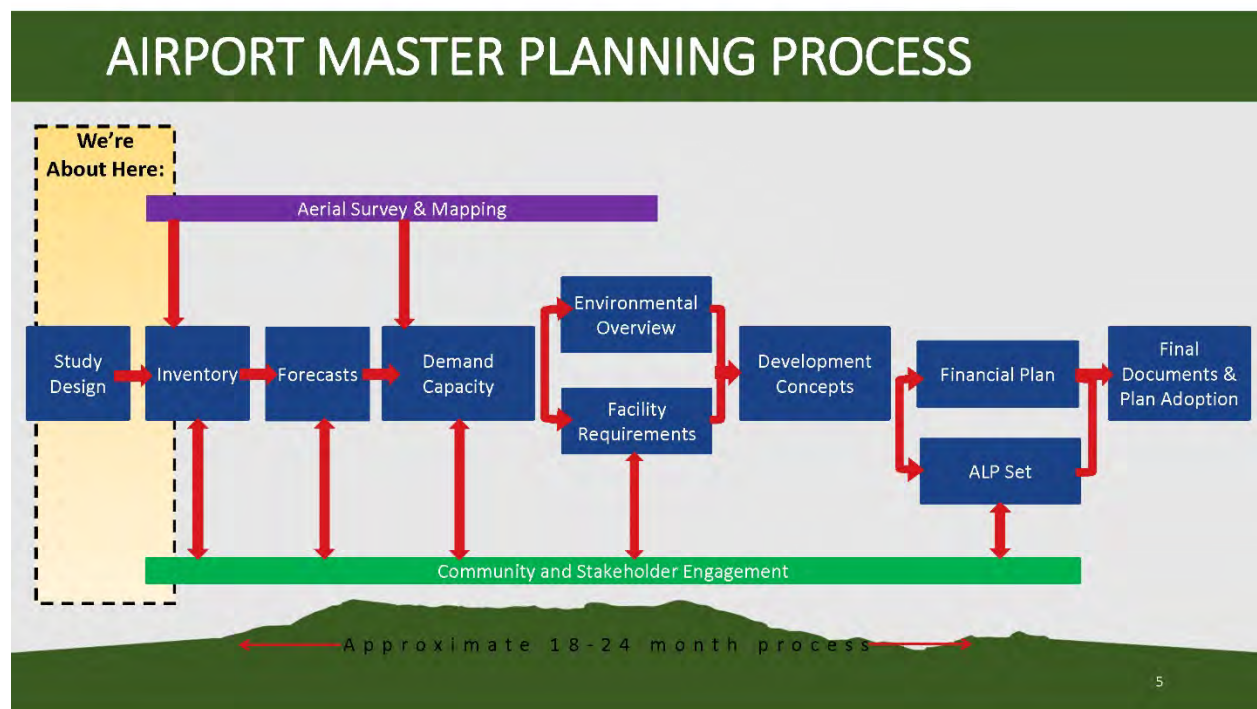 AIRPORT MASTER PLANNING PROCESS
We're
About Here:
Aerial Survey & Mapping
Study
Design
Inventory
Forecasts
Demand
Capacity
Environmental
Overview
Facility
Requirements
Development
Concepts
Financial Plan
ALP Set
Final
Documents &
Plan Adoption
Community and Stakeholder Engagement
Approximate 18-24 month process
5